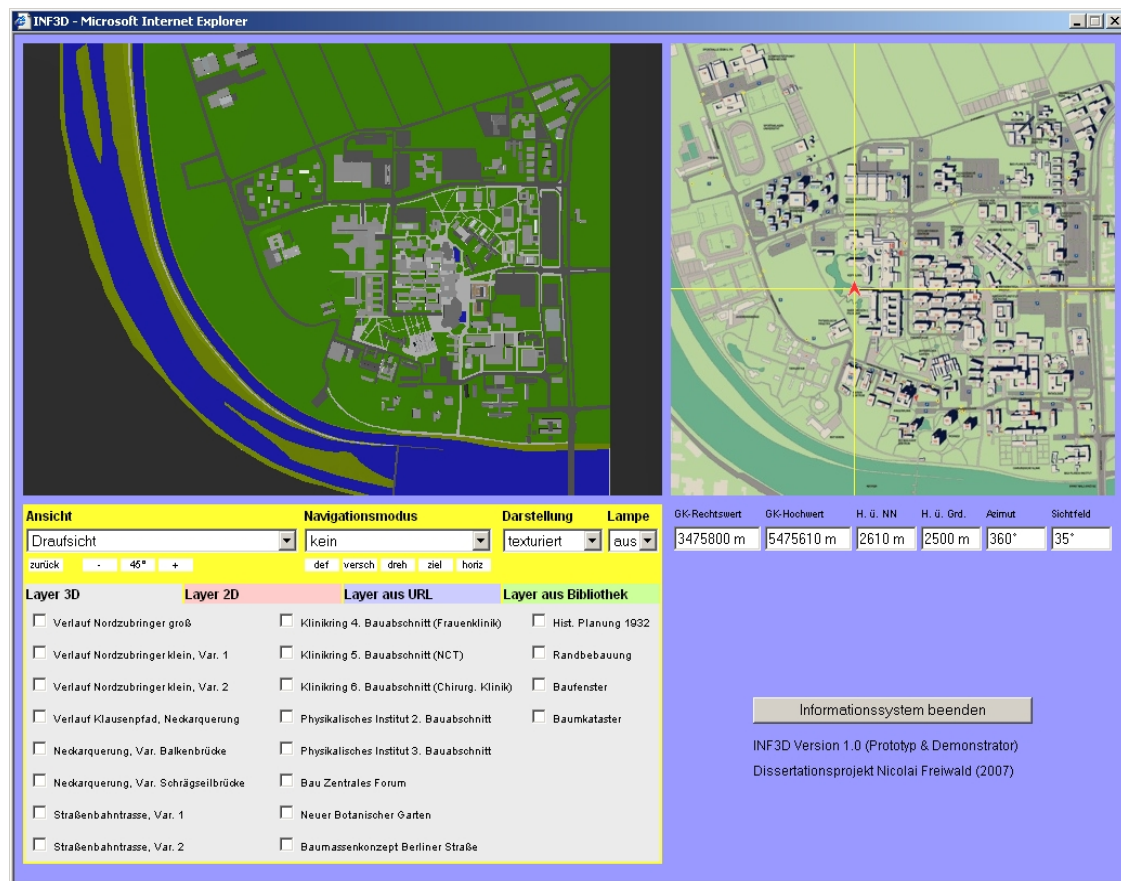 INF3D - Microsoft Internet Explorer
Ansicht Navigationsmodus Darstellung Lampe
Draufsicht kein texturiert aus
zurück - 45° + def versch dreh ziel horiz
GK-Rechtswert GK-Hochwert H. ü. NN H. ü. Grd. Azimut Sichtfeld
3475800 m 5475610 m 2610 m 2500 m 360° 35°
Layer 3D Layer 2D Layer aus URL Layer aus Bibliothek
Verlauf Nordzubringer groß Klinikring 4. Bauabschnitt (Frauenklinik) Hist. Planung 1932
Verlauf Nordzubringer klein, Var. 1 Klinikring 5. Bauabschnitt (NCT) Randbebauung
Verlauf Nordzubringer klein, Var. 2 Klinikring 6. Bauabschnitt (Chirurg. Klinik) Baufenster
Verlauf Klausenpfad, Neckarquerung Physikalisches Institut 2. Bauabschnitt Baumkataster
Neckarquerung, Var. Balkenbrücke Physikalisches Institut 3. Bauabschnitt
Neckarquerung, Var. Schrägseilbrücke Bau Zentrales Forum
Straßenbahntrasse, Var. 1 Neuer Botanischer Garten
Straßenbahntrasse, Var. 2 Baumassenkonzept Berliner Straße
Informationssystem beenden
INF3D Version 1.0 (Prototyp & Demonstrator)
Dissertationsprojekt Nicolai Freiwald (2007)